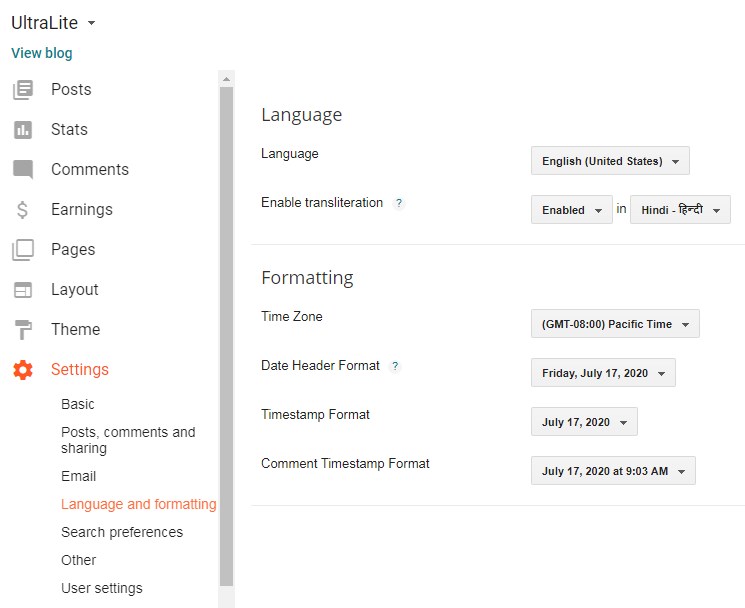 UltraLite
View blog
Posts
Stats
Comments
Earnings
Pages
Layout
Theme
Settings
Basic
Posts, comments and
sharing
Email
Language and formatting
Search preferences
Other
User settings
Language
Language English (United States)
Enable transliteration ? Enabled in Hindi - हिन्दी
Formatting
Time Zone (GMT-08:00) Pacific Time
Date Header Format ? Friday, July 17, 2020
Timestamp Format July 17, 2020
Comment Timestamp Format July 17, 2020 at 9:03 AM